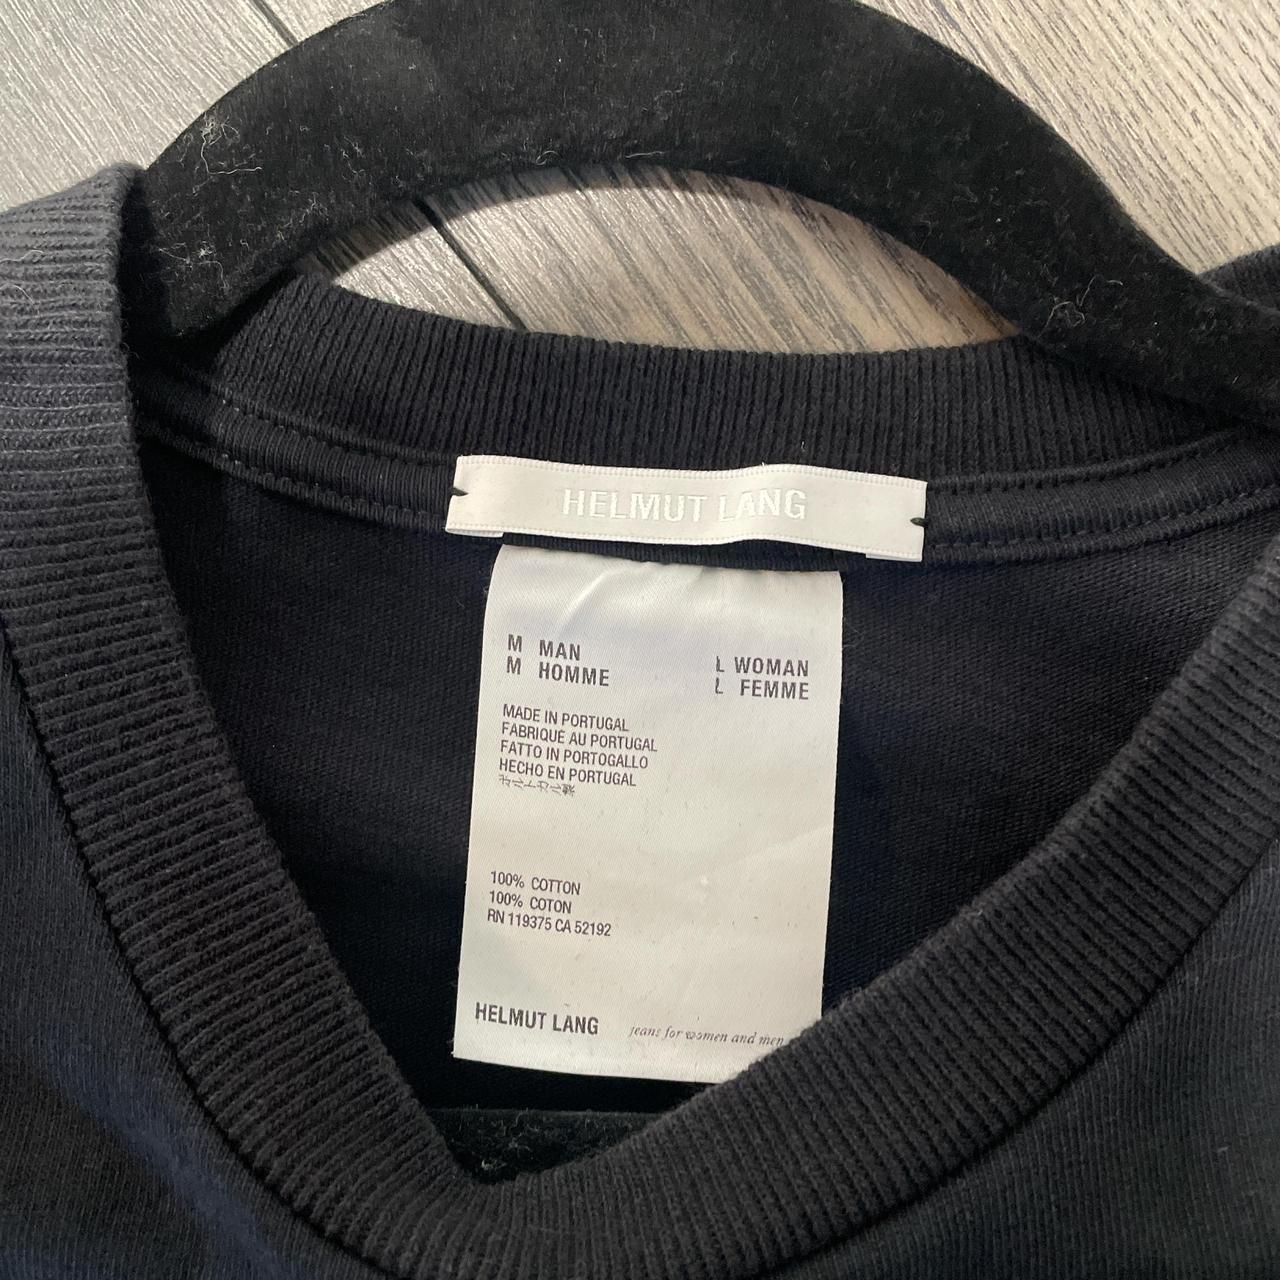 HELMUT LANG
M MAN L WOMAN
M HOMME L FEMME
MADE IN PORTUGAL
FABRIQUÉ AU PORTUGAL
FATTO IN PORTOGALLO
HECHO EN PORTUGAL
100% COTTON
100% COTON
RN 119375 CA 52192
HELMUT LANG jeans for women and men